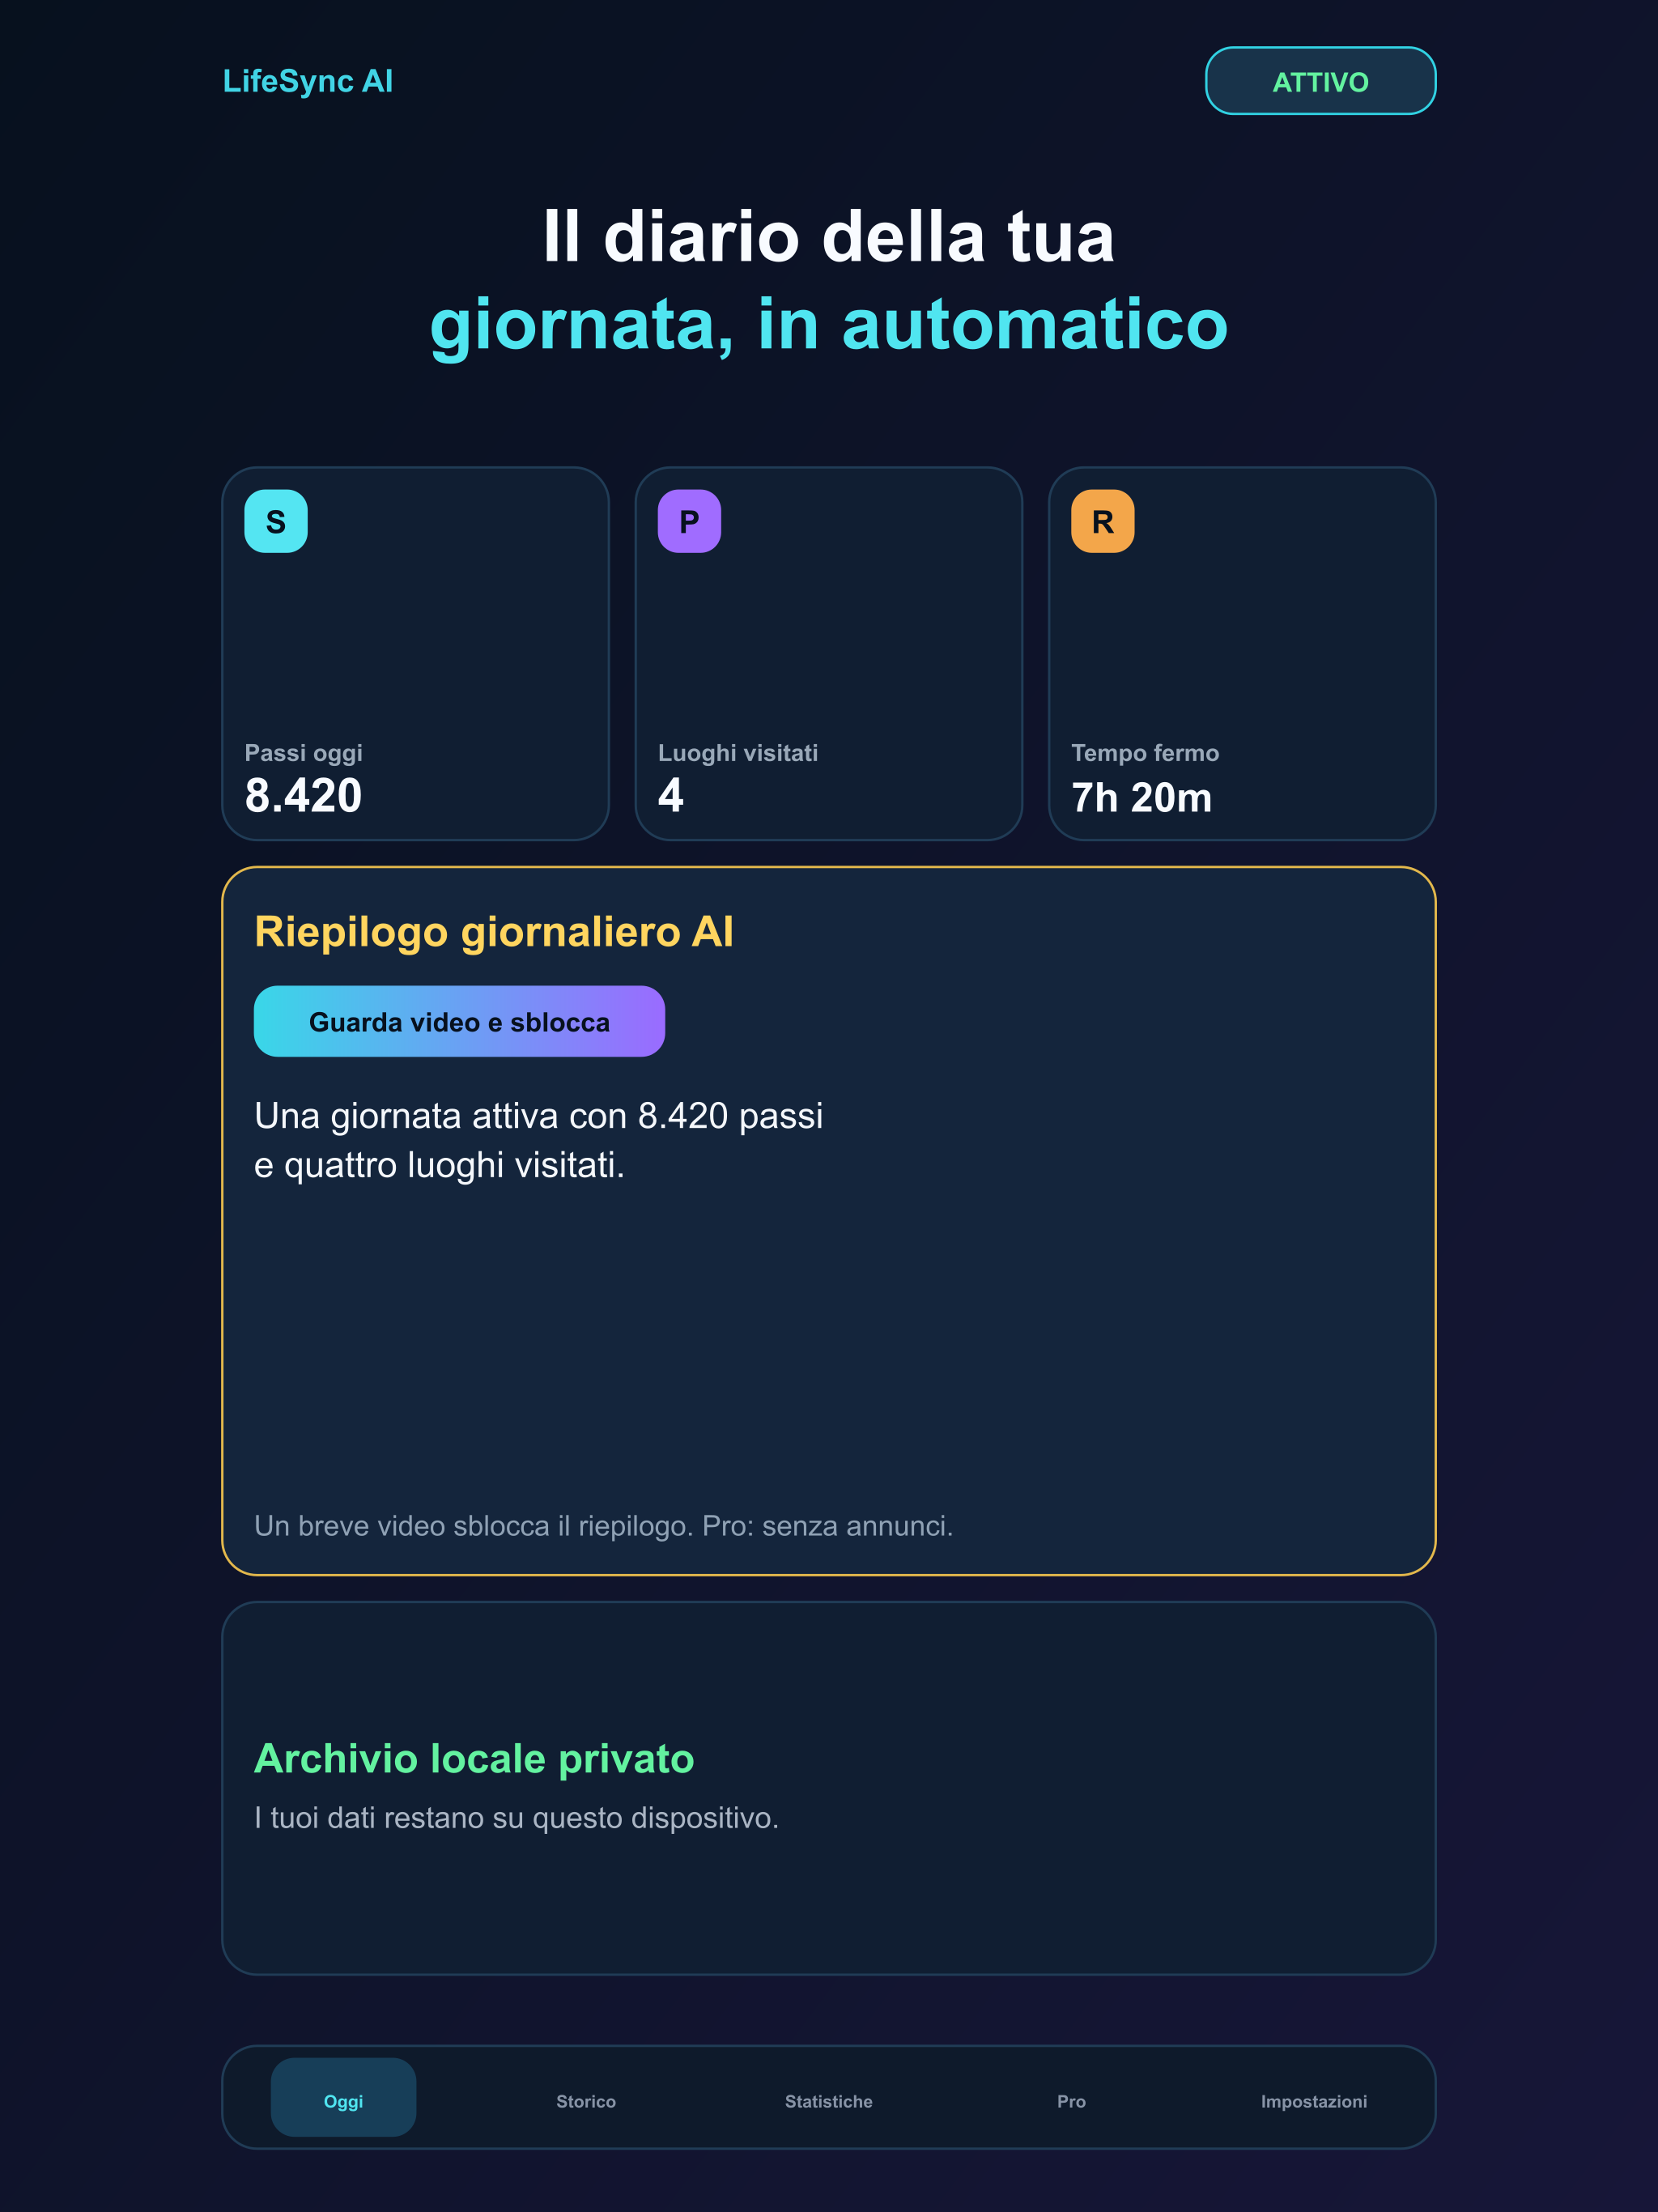 LifeSync AI
ATTIVO
Il diario della tua
giornata, in automatico
S
P
R
Passi oggi
8.420
Luoghi visitati
4
Tempo fermo
7h 20m
Riepilogo giornaliero AI
Guarda video e sblocca
Una giornata attiva con 8.420 passi
e quattro luoghi visitati.
Un breve video sblocca il riepilogo. Pro: senza annunci.
Archivio locale privato
I tuoi dati restano su questo dispositivo.
Oggi
Storico
Statistiche
Pro
Impostazioni